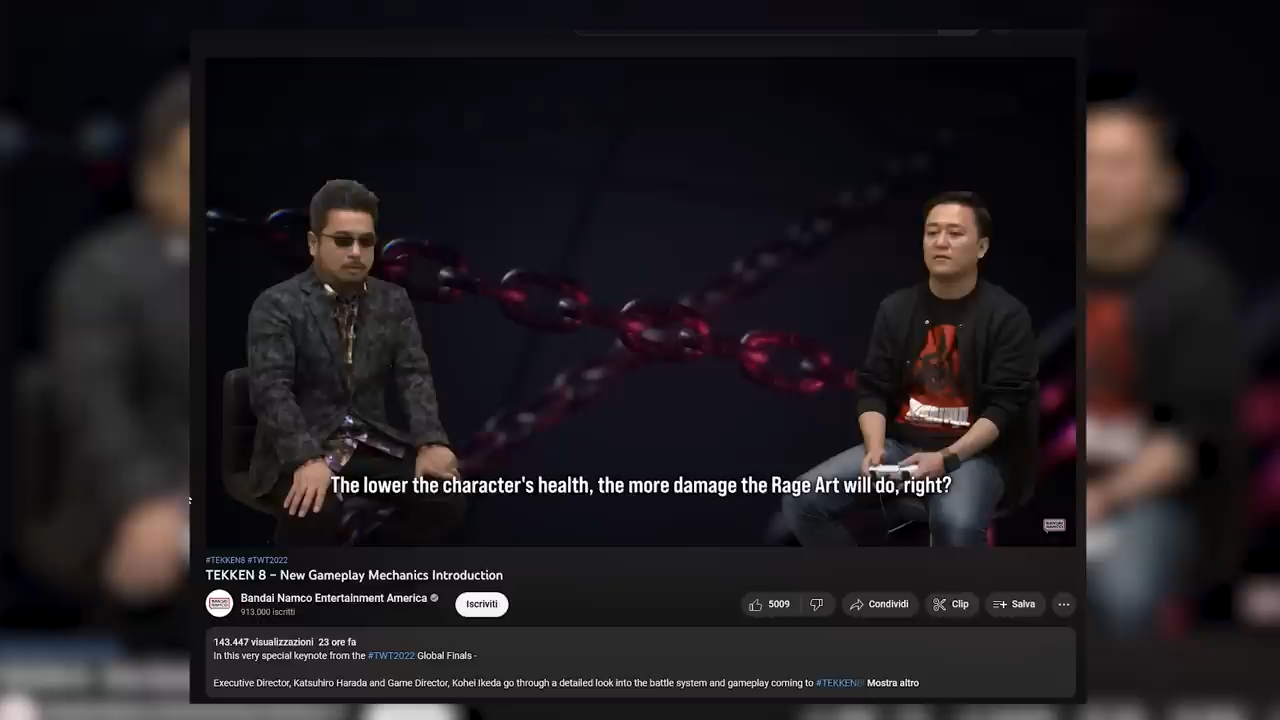 The lower the character's health, the more damage the Rage Art will do, right?
BANDAI NAMCO
#TEKKEN8 #TWT2022
TEKKEN 8 – New Gameplay Mechanics Introduction
Bandai Namco Entertainment America
913.000 iscritti
Iscriviti
5009
Condividi
Clip
Salva
143.447 visualizzazioni 23 ore fa
In this very special keynote from the #TWT2022 Global Finals -
Executive Director, Katsuhiro Harada and Game Director, Kohei Ikeda go through a detailed look into the battle system and gameplay coming to #TEKKEN8 Mostra altro